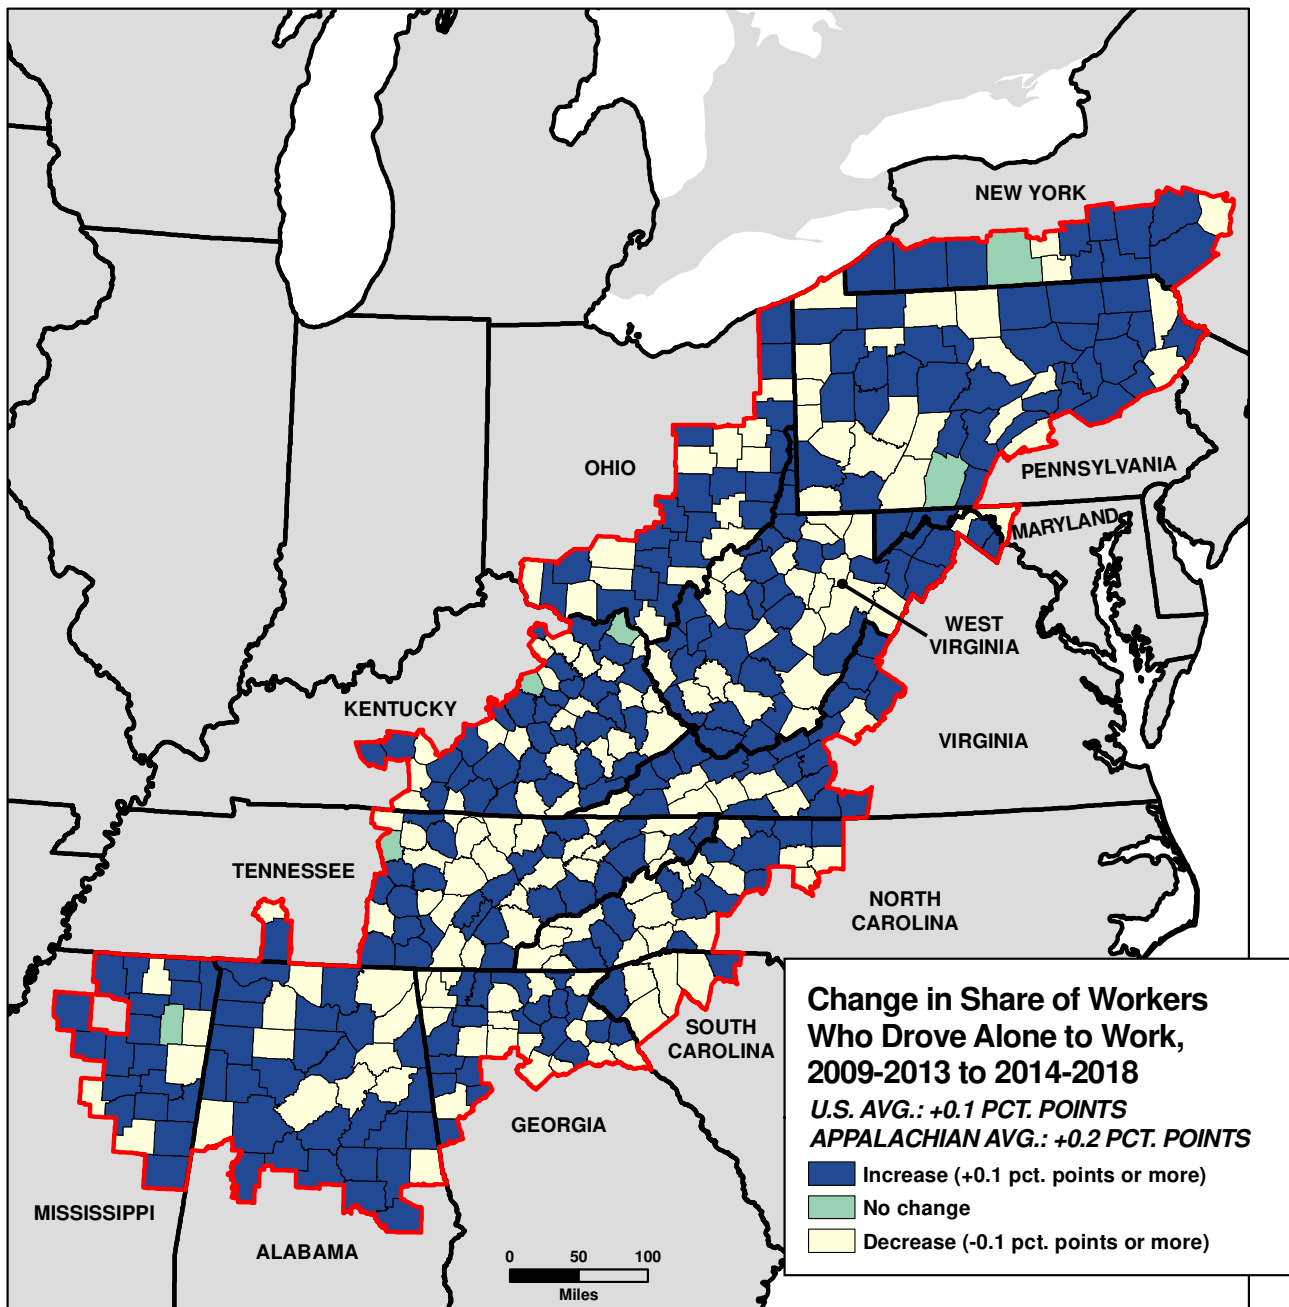 NEW YORK
OHIO
PENNSYLVANIA
MARYLAND
WEST
VIRGINIA
KENTUCKY
VIRGINIA
TENNESSEE
NORTH
CAROLINA
SOUTH
CAROLINA
GEORGIA
MISSISSIPPI
ALABAMA
Change in Share of Workers
Who Drove Alone to Work,
2009-2013 to 2014-2018
U.S. AVG.: +0.1 PCT. POINTS
APPALACHIAN AVG.: +0.2 PCT. POINTS
Increase (+0.1 pct. points or more)
No change
Decrease (-0.1 pct. points or more)
0 50 100
Miles